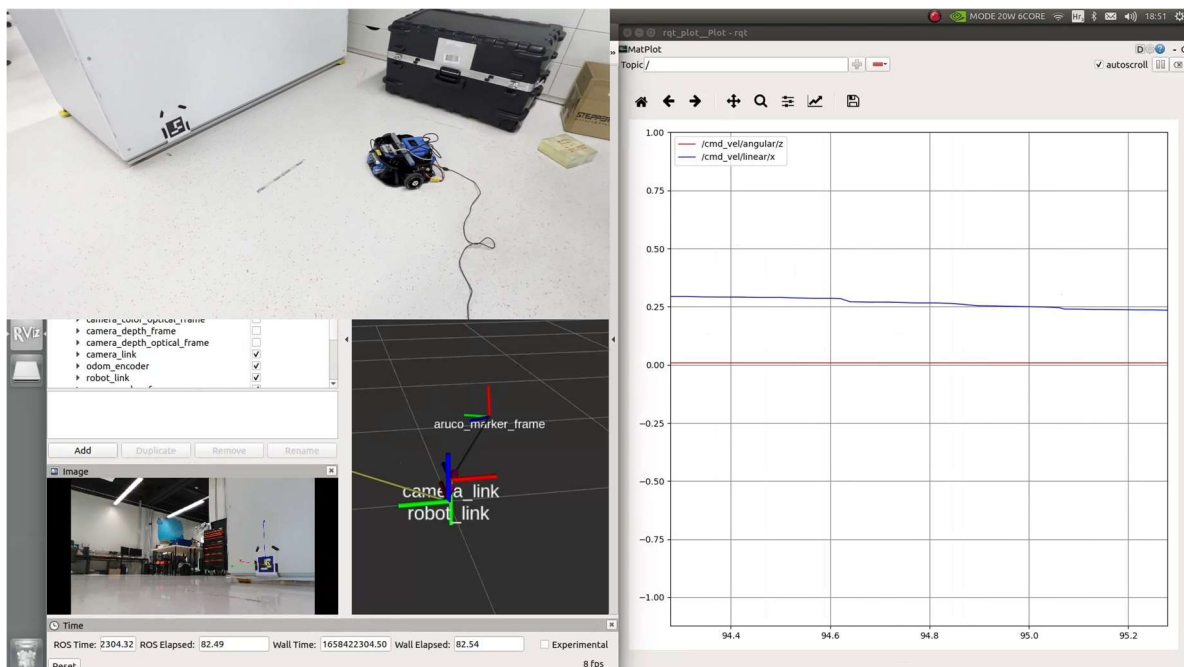 MODE 20W 6CORE
18:51
rqt_plot__Plot - rqt
MatPlot
Topic /
autoscroll
1.00
/cmd_vel/angular/z
/cmd_vel/linear/x
0.75
0.50
0.25
0.00
−0.25
−0.50
−0.75
−1.00
94.4 94.6 94.8 95.0 95.2
camera_color_optical_frame
camera_depth_frame
camera_depth_optical_frame
camera_link
odom_encoder
robot_link
Add Duplicate Remove Rename
Image
aruco_marker_frame
camera_link
robot_link
Time
ROS Time: 2304.32 ROS Elapsed: 82.49 Wall Time: 1658422304.50 Wall Elapsed: 82.54 Experimental
Reset
8 fps
RViz